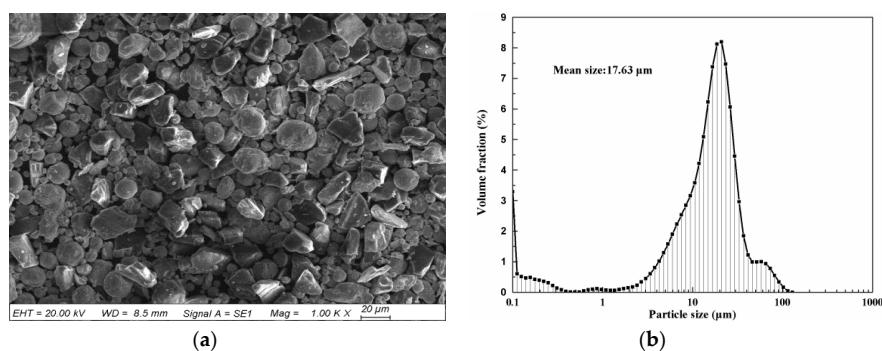 EHT = 20.00 kV WD = 8.5 mm Signal A = SE1 Mag = 1.00 K X 20 μm
(a)
9
8
7
6
5
4
3
2
1
0
Volume fraction (%)
Mean size:17.63 μm
0.1 1 10 100 1000
Particle size (μm)
(b)